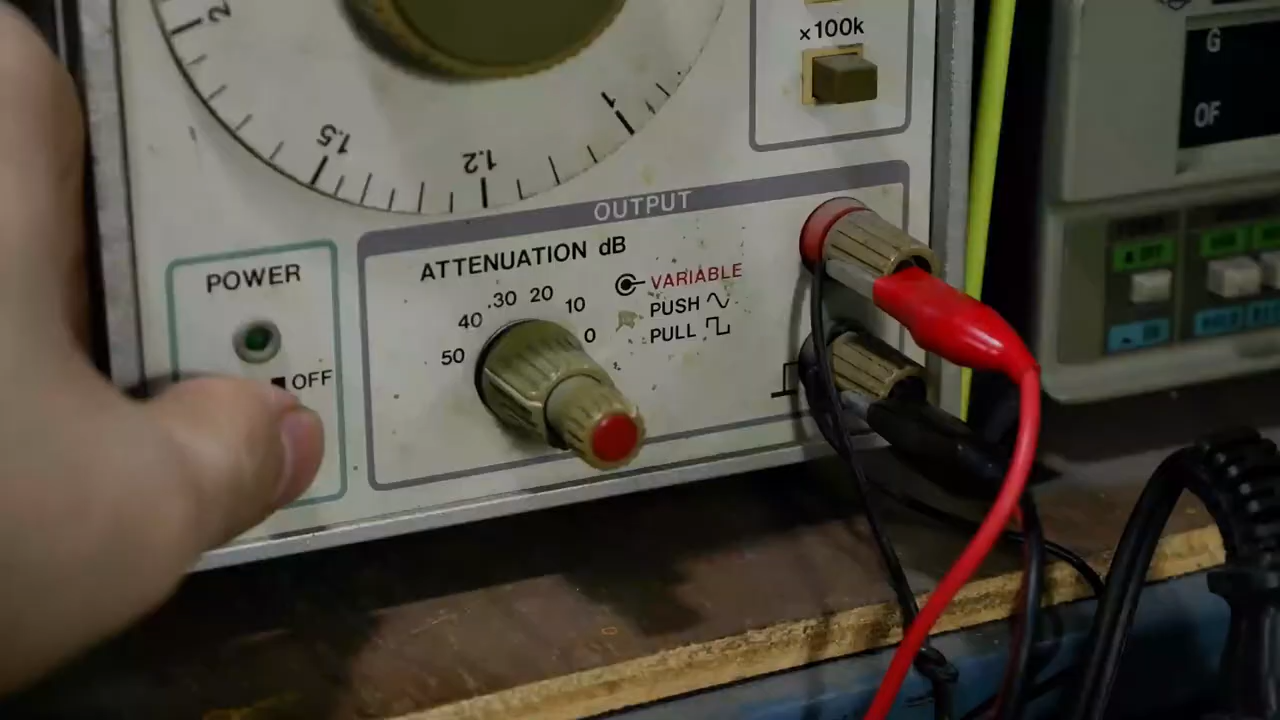 ×100k
G
OF
2
1.5
1.2
1
OUTPUT
POWER
OFF
ATTENUATION dB
50
40
.30
20
10
0
VARIABLE
PUSH
PULL